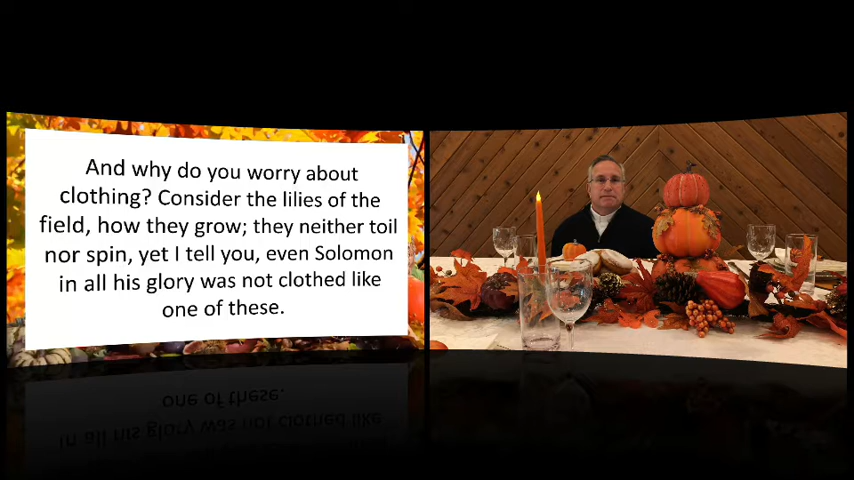 And why do you worry about
clothing? Consider the lilies of the
field, how they grow; they neither toil
nor spin, yet I tell you, even Solomon
in all his glory was not clothed like
one of these.